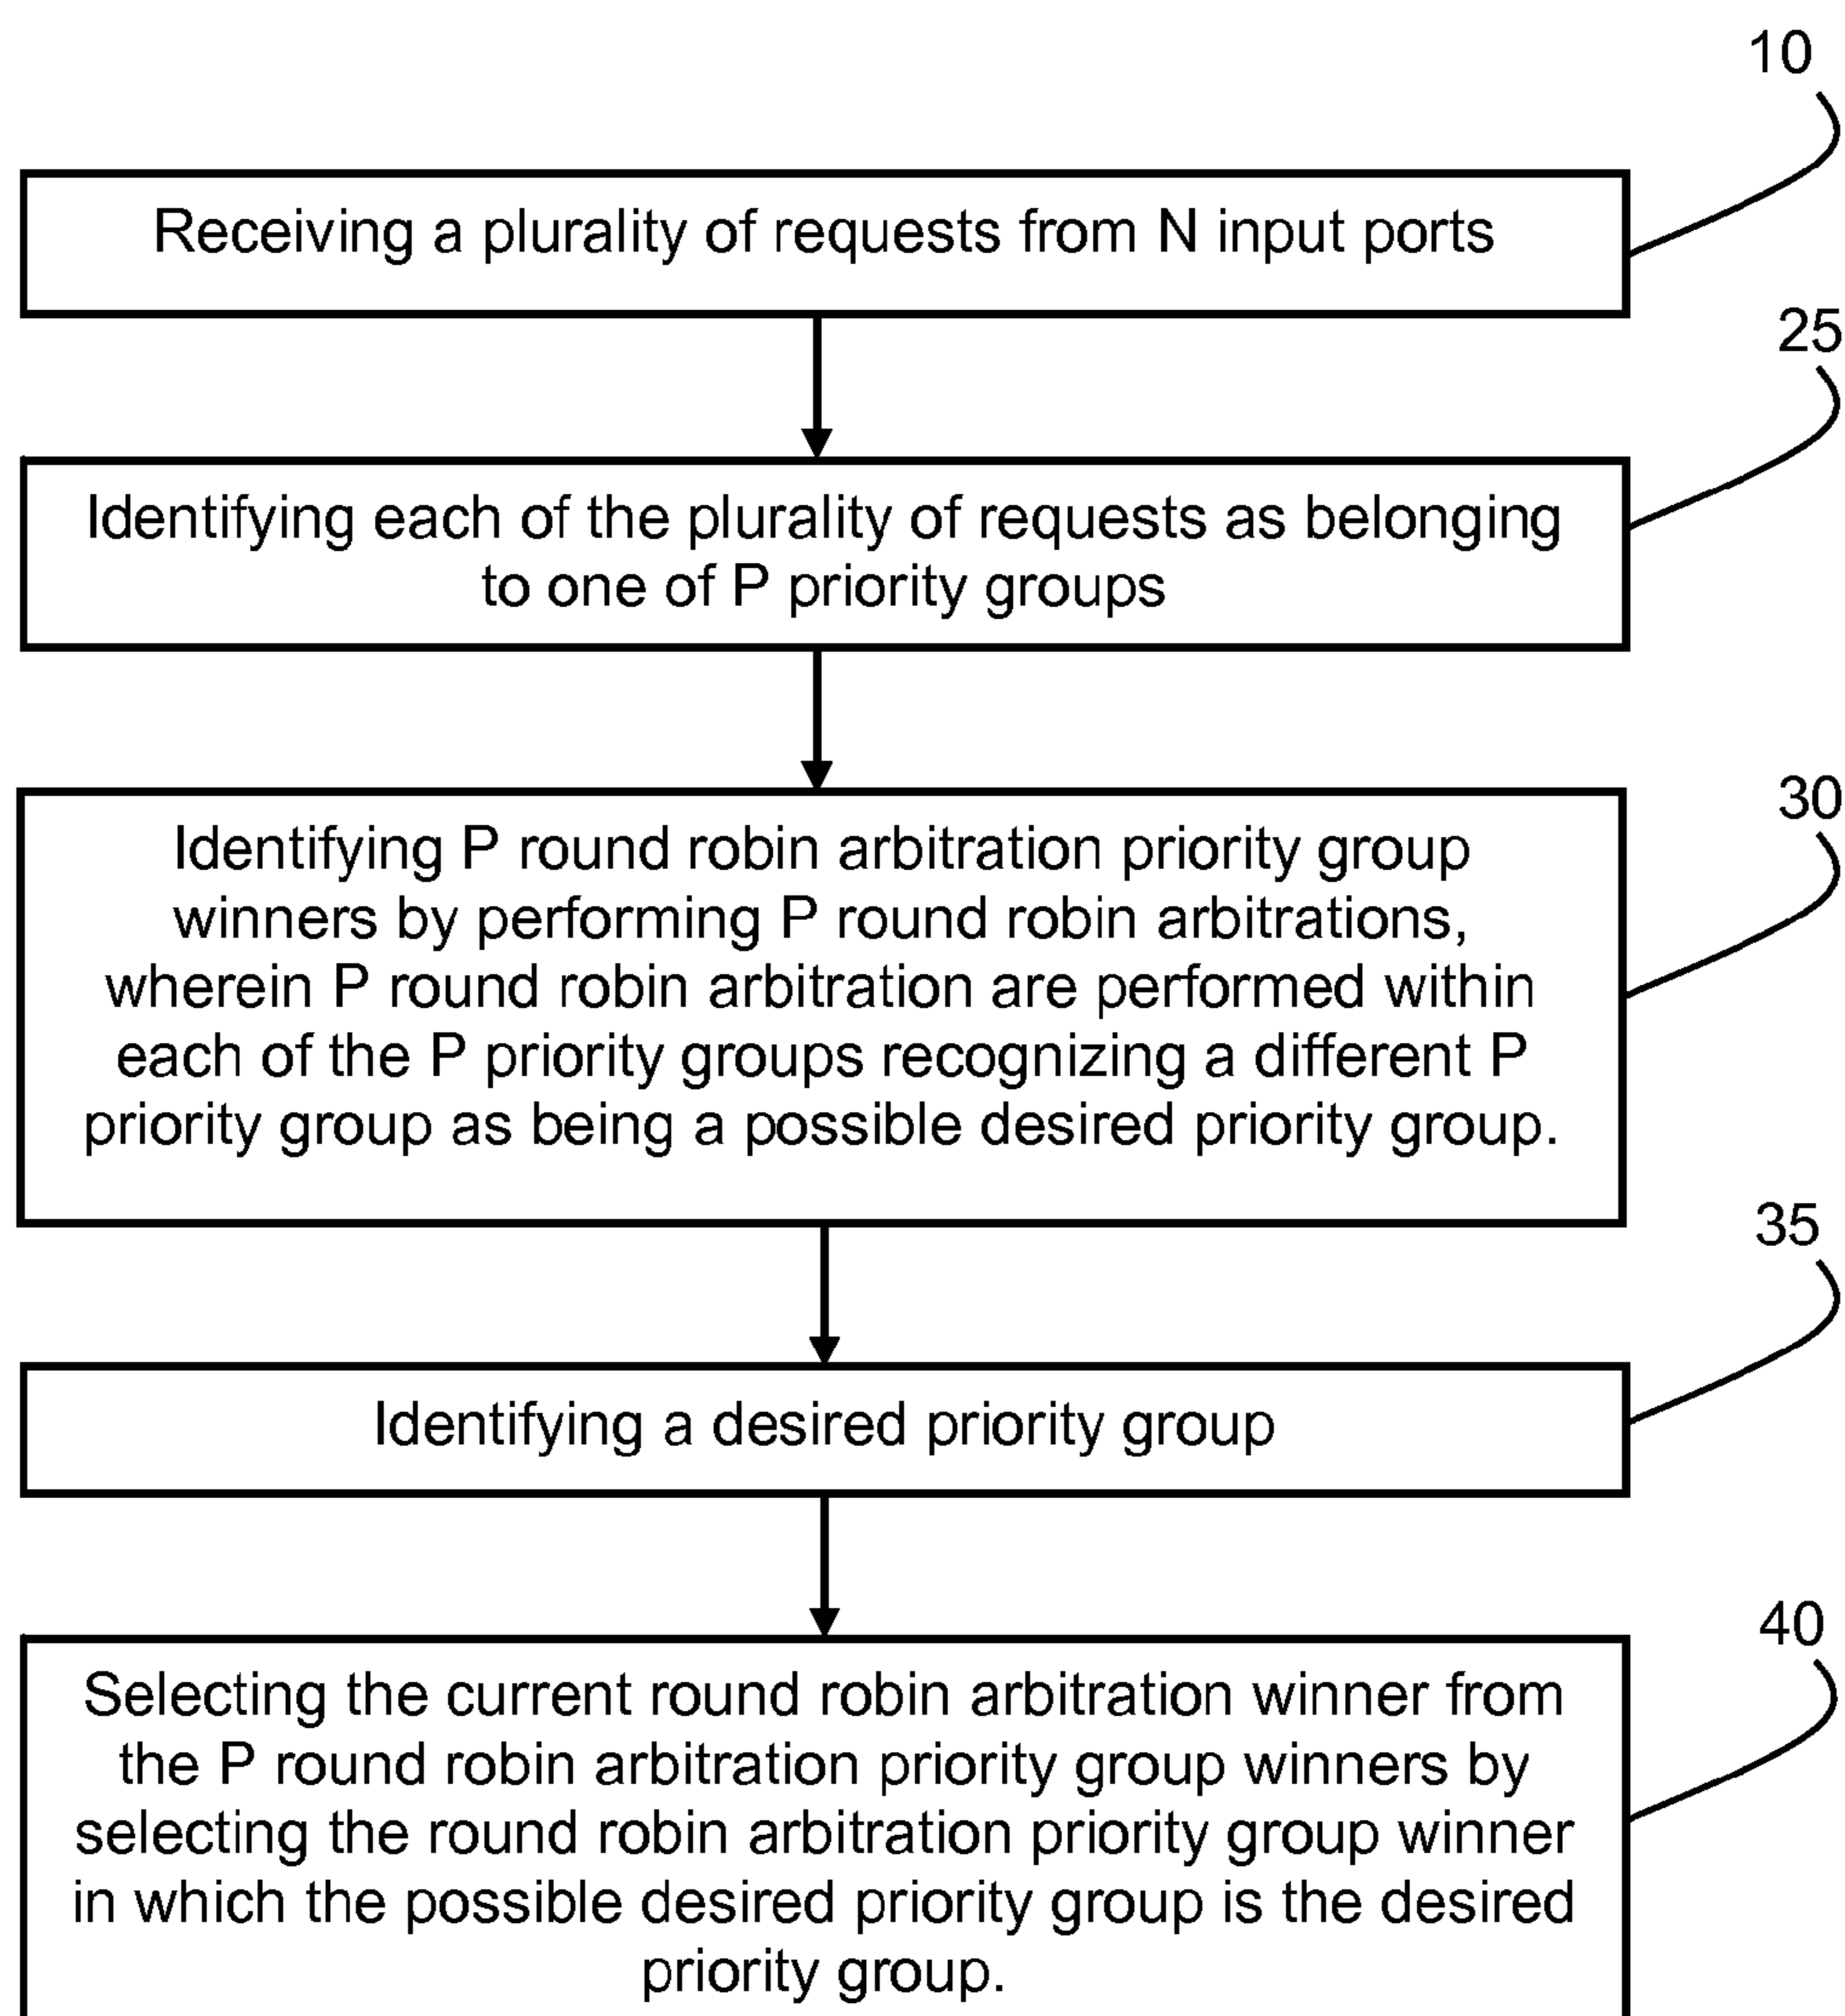 10
Receiving a plurality of requests from N input ports
25
Identifying each of the plurality of requests as belonging
to one of P priority groups
30
Identifying P round robin arbitration priority group
winners by performing P round robin arbitrations,
wherein P round robin arbitration are performed within
each of the P priority groups recognizing a different P
priority group as being a possible desired priority group.
35
Identifying a desired priority group
40
Selecting the current round robin arbitration winner from
the P round robin arbitration priority group winners by
selecting the round robin arbitration priority group winner
in which the possible desired priority group is the desired
priority group.